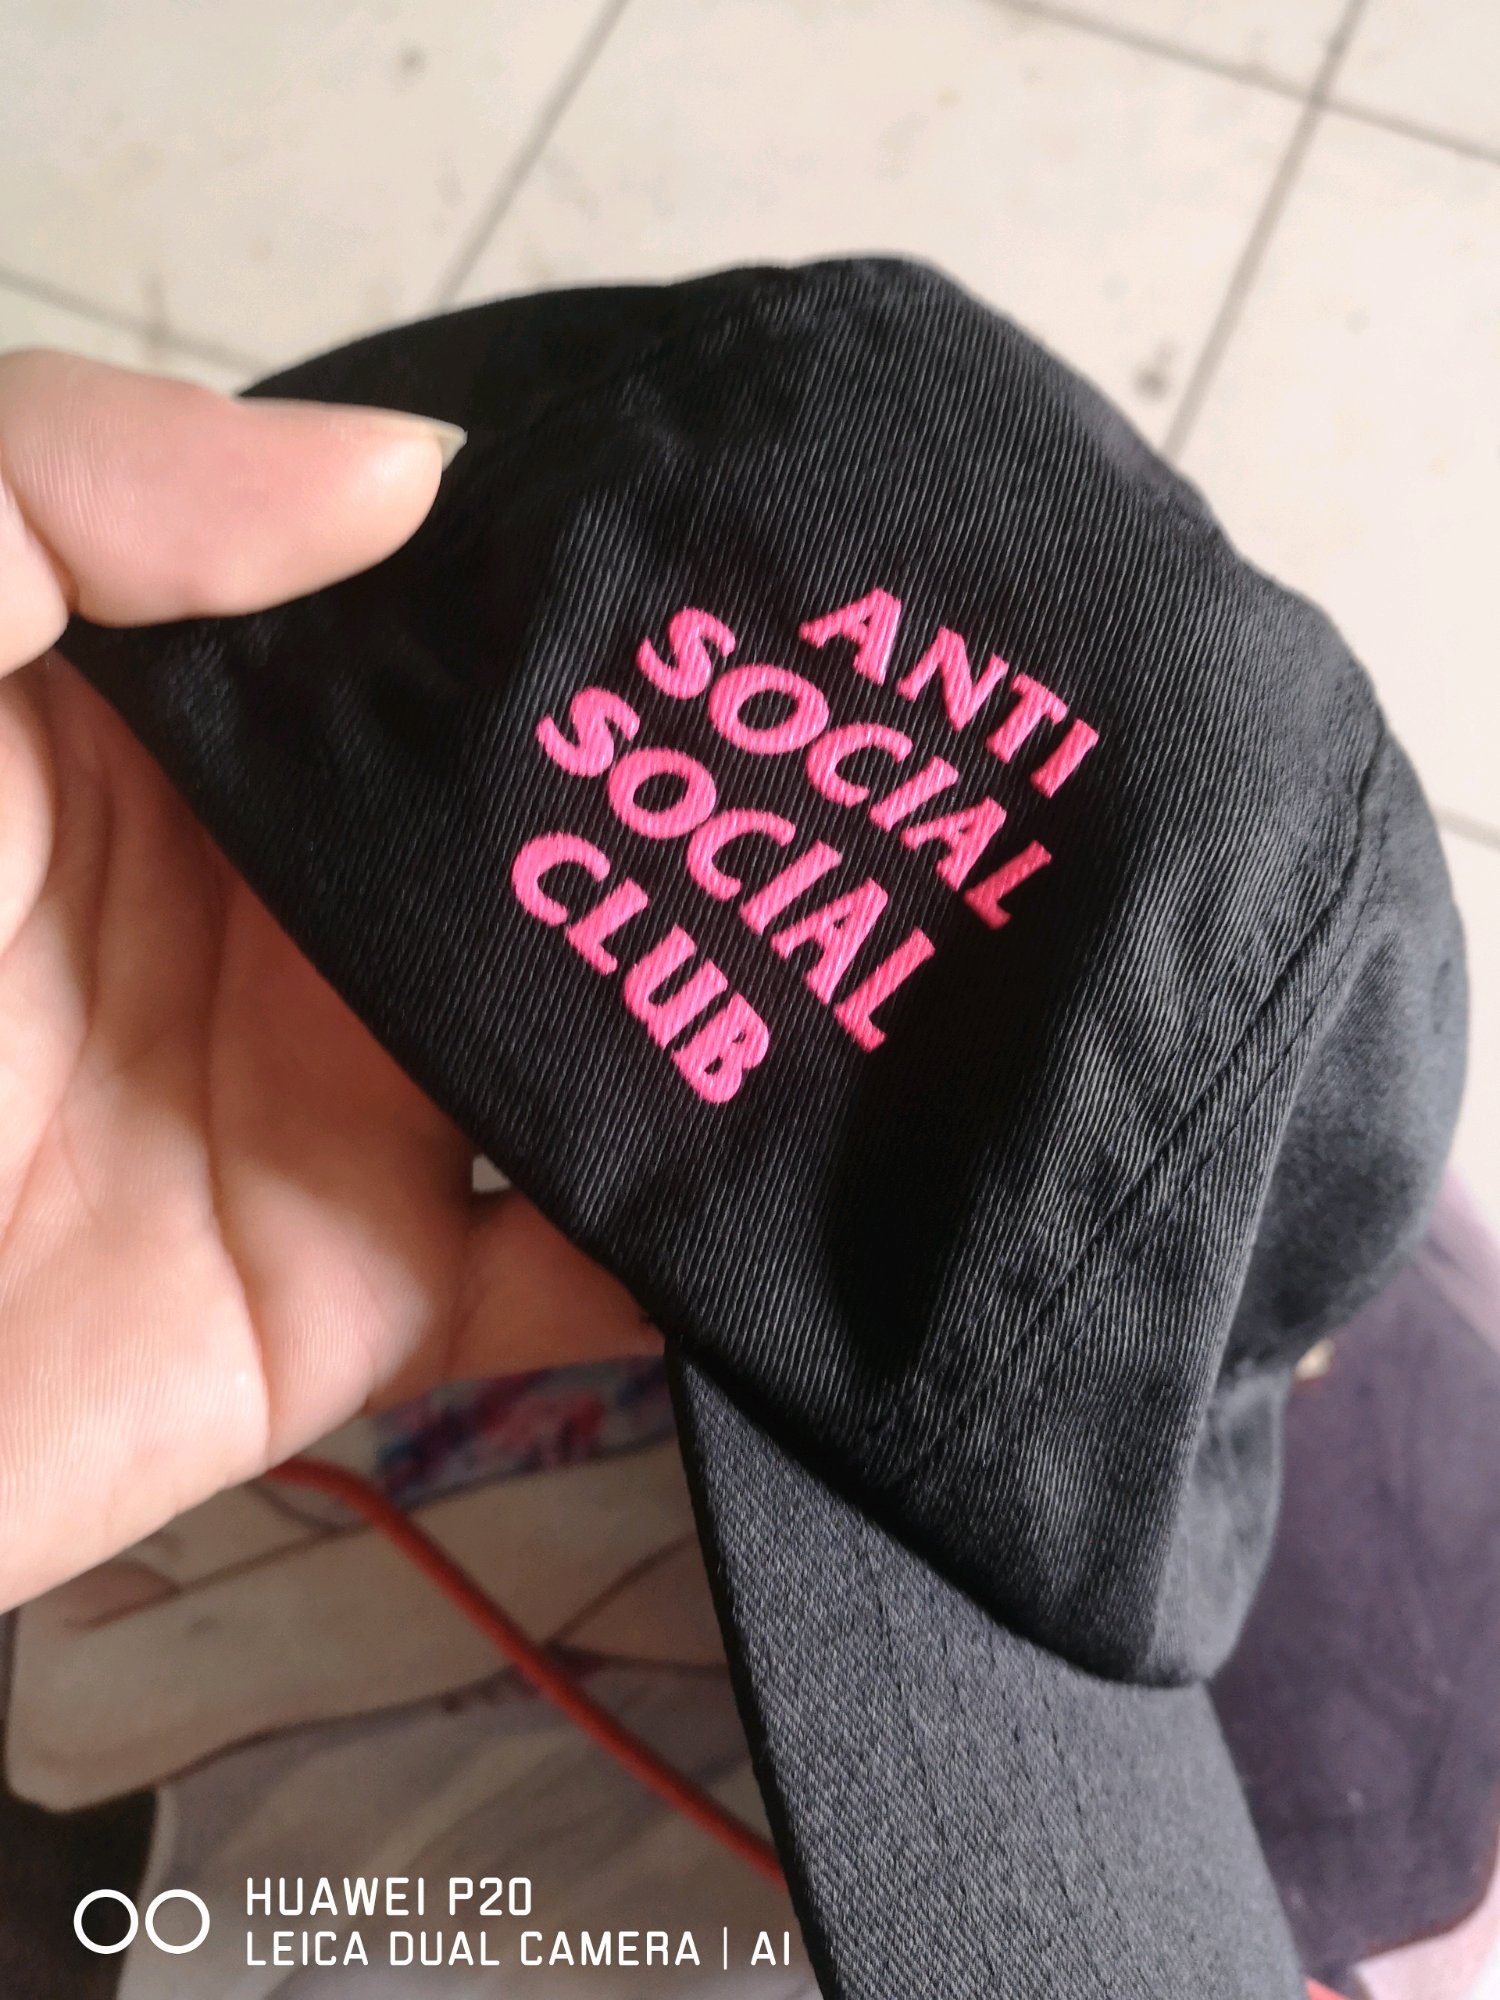 ANTI
SOCIAL
SOCIAL
CLUB
HUAWEI P20
LEICA DUAL CAMERA | AI